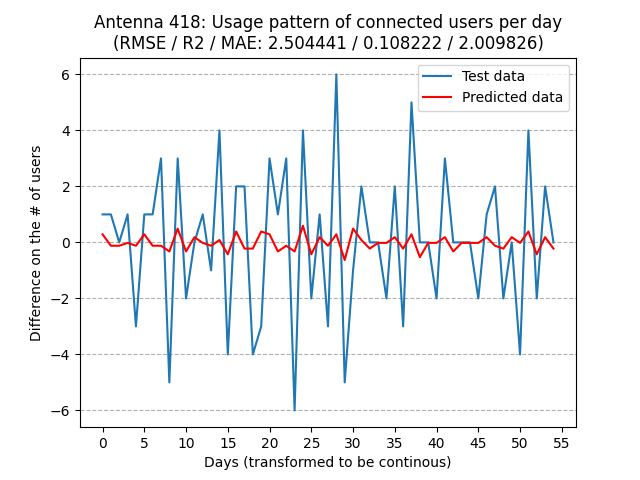 Antenna 418: Usage pattern of connected users per day
(RMSE / R2 / MAE: 2.504441 / 0.108222 / 2.009826)
Test data
Predicted data
Difference on the # of users
6
4
2
0
−2
−4
−6
0 5 10 15 20 25 30 35 40 45 50 55
Days (transformed to be continous)